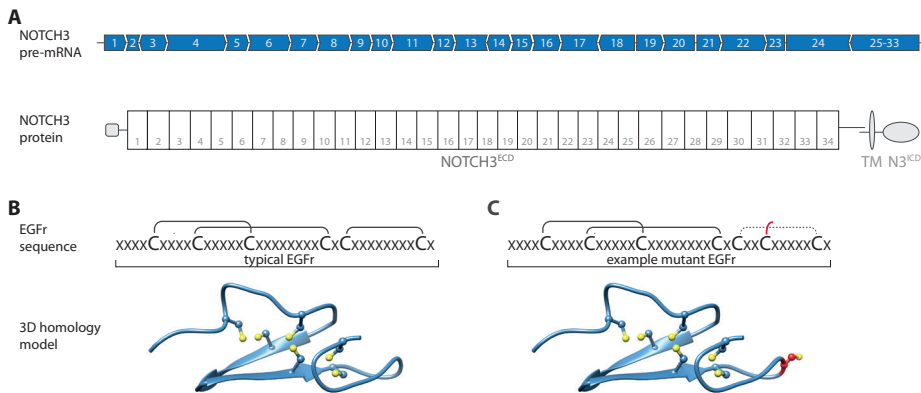 A
NOTCH3
pre-mRNA
1 2 3 4 5 6 7 8 9 10 11 12 13 14 15 16 17 18 19 20 21 22 23 24 25-33
NOTCH3
protein
1 2 3 4 5 6 7 8 9 10 11 12 13 14 15 16 17 18 19 20 21 22 23 24 25 26 27 28 29 30 31 32 33 34
NOTCH3ECD
TM N3ICD
B
EGFr
sequence
xxxxCxxxxCxxxxxCxxxxxxxxCxCxxxxxxxxCx
typical EGFr
3D homology
model
C
xxxxCxxxxCxxxxxCxxxxxxxxCxCxxCxxxxxCx
example mutant EGFr